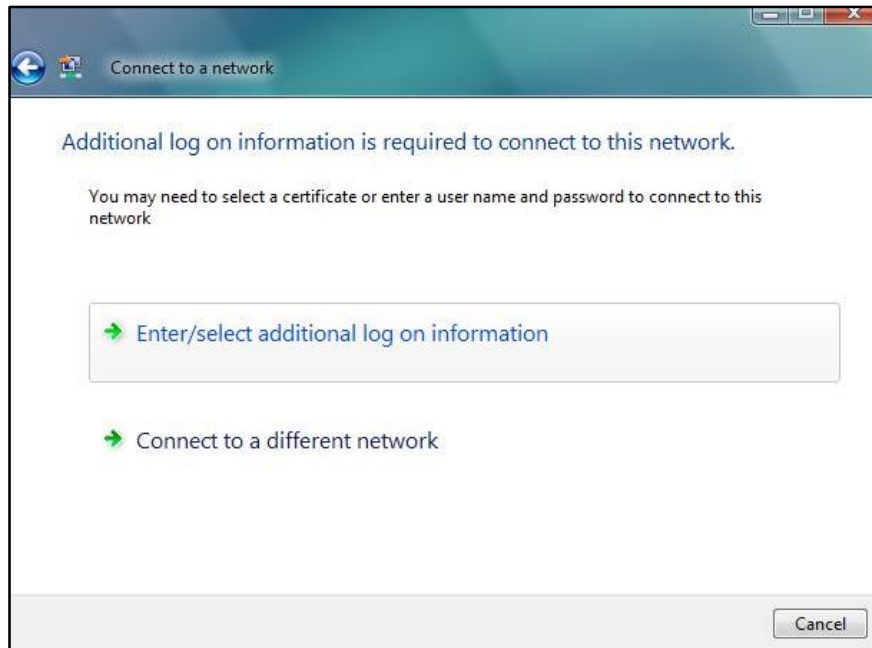 Connect to a network
Additional log on information is required to connect to this network.
You may need to select a certificate or enter a user name and password to connect to this
network
Enter/select additional log on information
Connect to a different network
Cancel